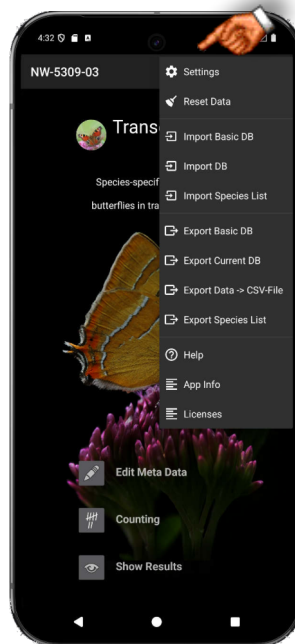 4:32
NW-5309-03
Settings
Reset Data
Trans
Import Basic DB
Import DB
Species-specif
Import Species List
butterflies in tra
Export Basic DB
Export Current DB
Export Data -> CSV-File
Export Species List
Help
App Info
Licenses
Edit Meta Data
Counting
Show Results